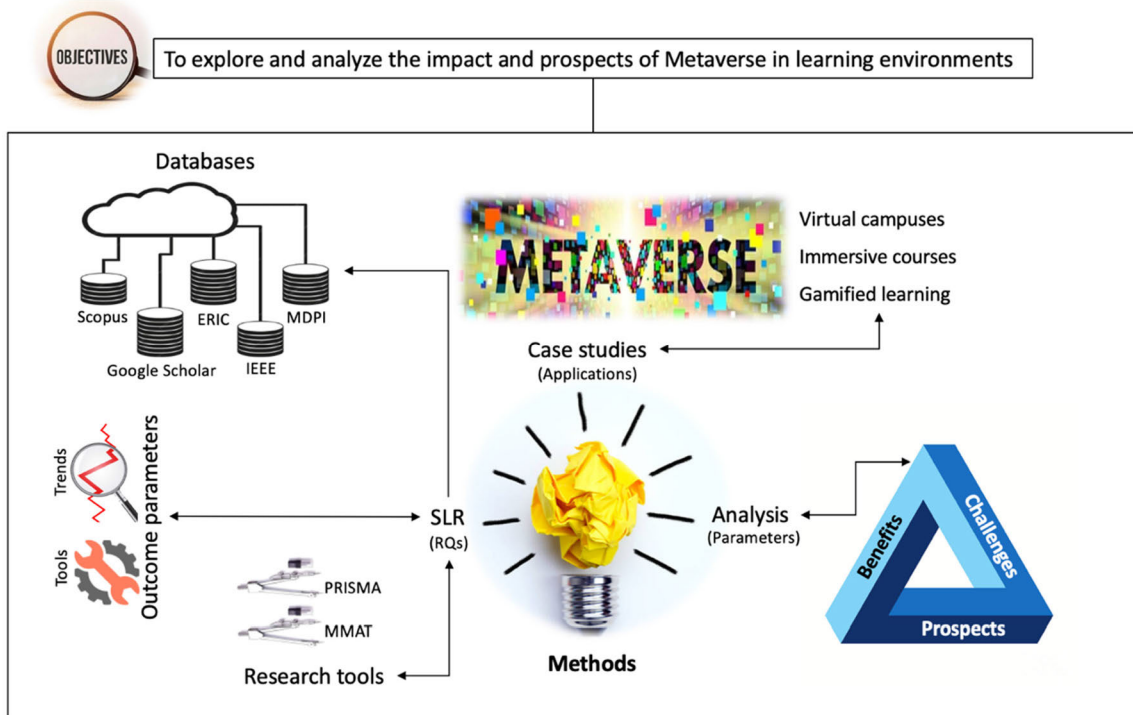 OBJECTIVES
To explore and analyze the impact and prospects of Metaverse in learning environments
Databases
Scopus
Google Scholar
ERIC
IEEE
MDPI
METAVERSE
Virtual campuses
Immersive courses
Gamified learning
Case studies
(Applications)
Trends
Tools
Outcome parameters
SLR
(RQs)
Analysis
(Parameters)
Benefits
Challenges
Prospects
PRISMA
MMAT
Research tools
Methods